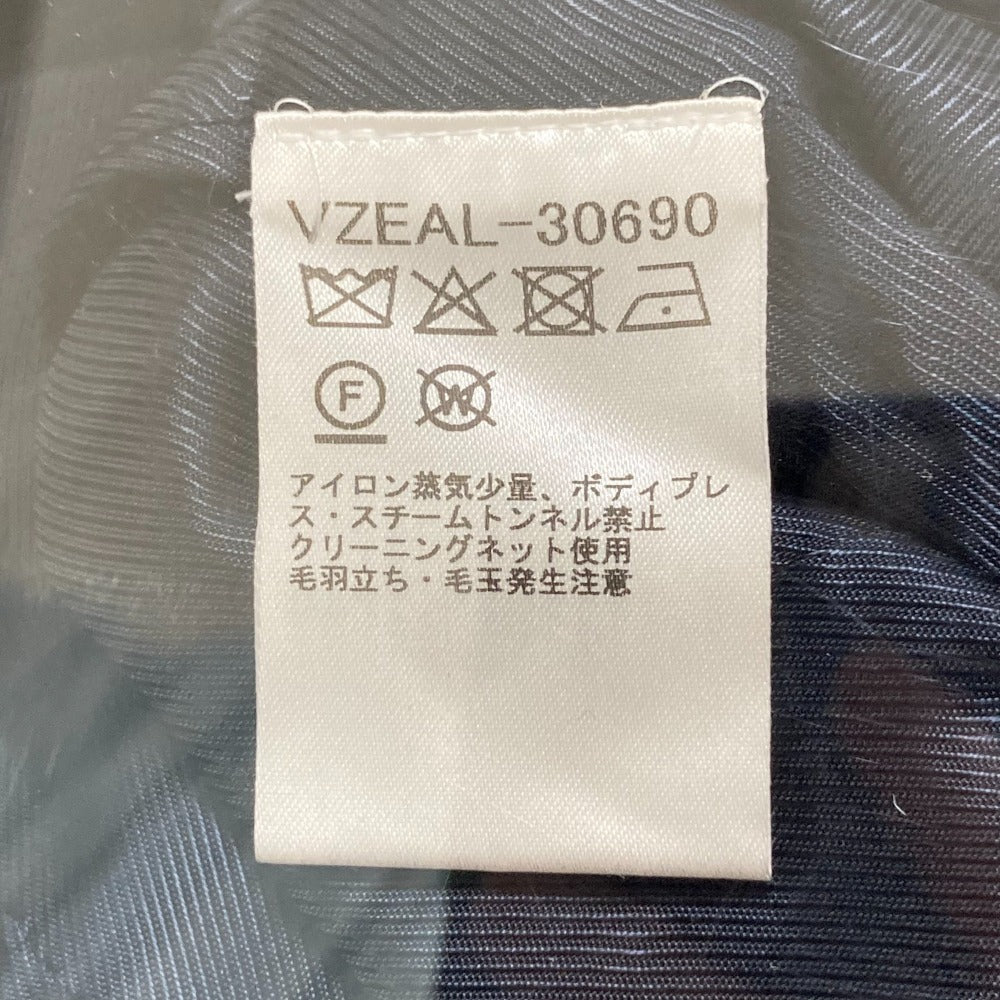 VZEAL-30690
F W
アイロン蒸気少量、ボディプレ
ス・スチームトンネル禁止
クリーニングネット使用
毛羽立ち・毛玉発生注意